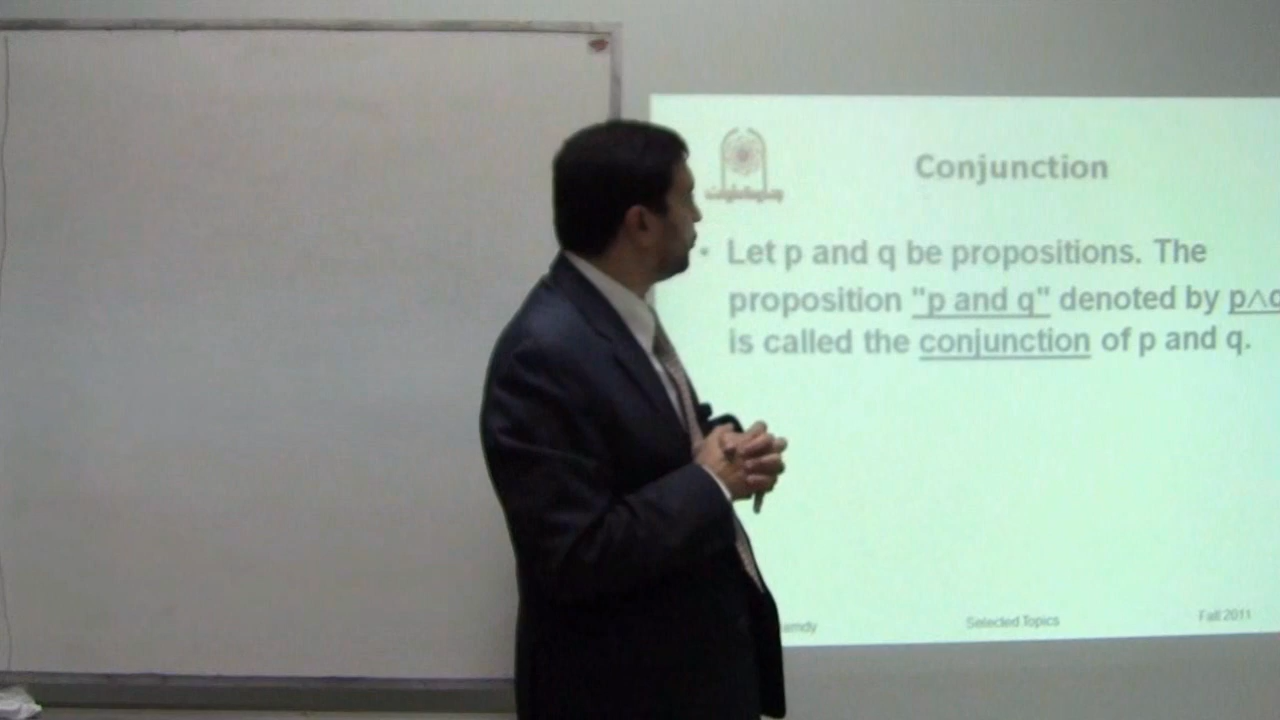 Conjunction
• Let p and q be propositions. The
proposition "p and q" denoted by p∧
is called the conjunction of p and q.
Selected Topics
Fall 2011